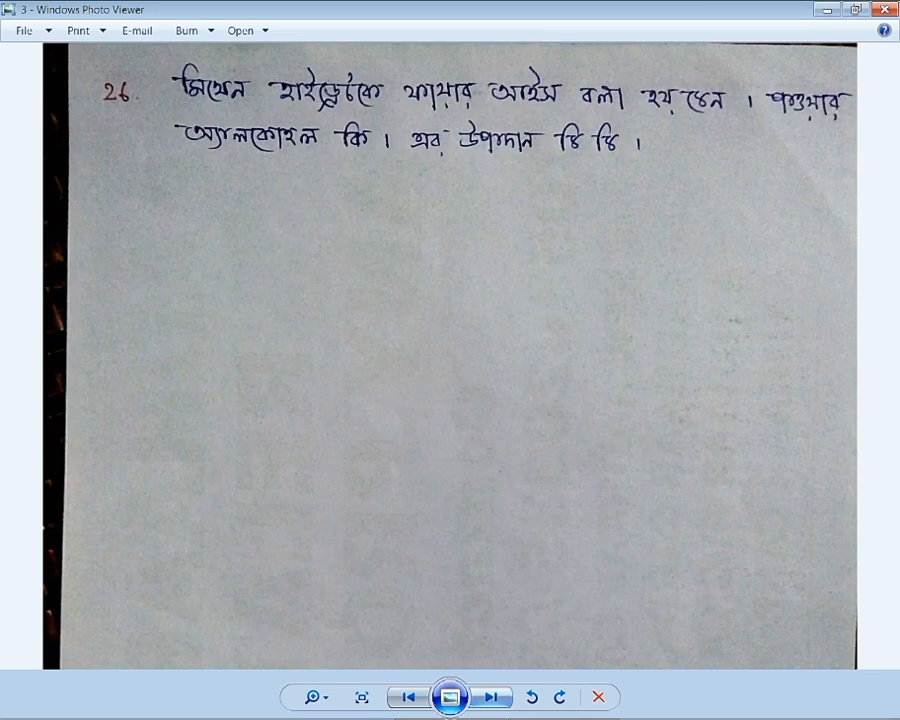 3 - Windows Photo Viewer
File Print E-mail Burn Open
26. মিথেন হাইড্রেটকে ফায়ার আইস বলা হয় কেন । পাওয়ার
অ্যালকোহল কি । এর উপাদান কি কি ।